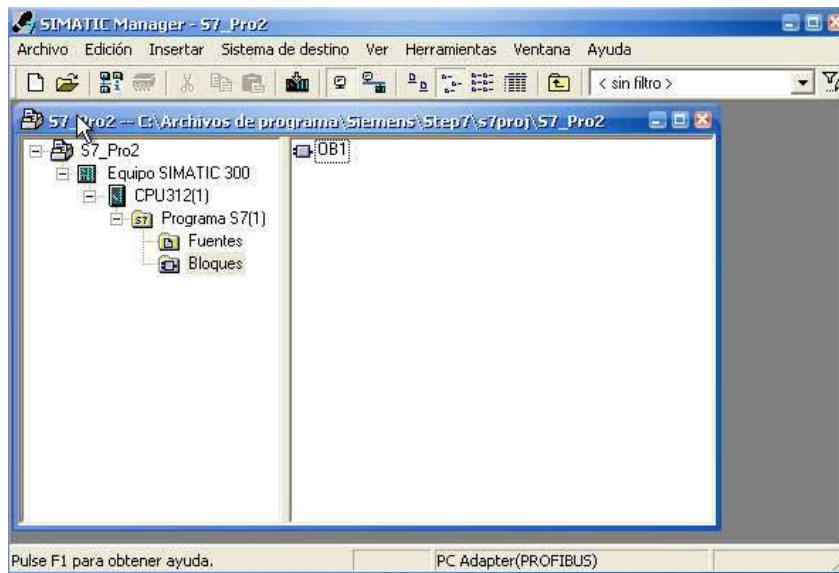 SIMATIC Manager - S7_Pro2
Archivo Edición Insertar Sistema de destino Ver Herramientas Ventana Ayuda
< sin filtro >
S7_Pro2 -- C:\Archivos de programa\Siemens\Step7\s7proj\S7_Pro2
S7_Pro2
OB1
Equipo SIMATIC 300
CPU312(1)
Programa S7(1)
Fuentes
Bloques
Pulse F1 para obtener ayuda. PC Adapter(PROFIBUS)